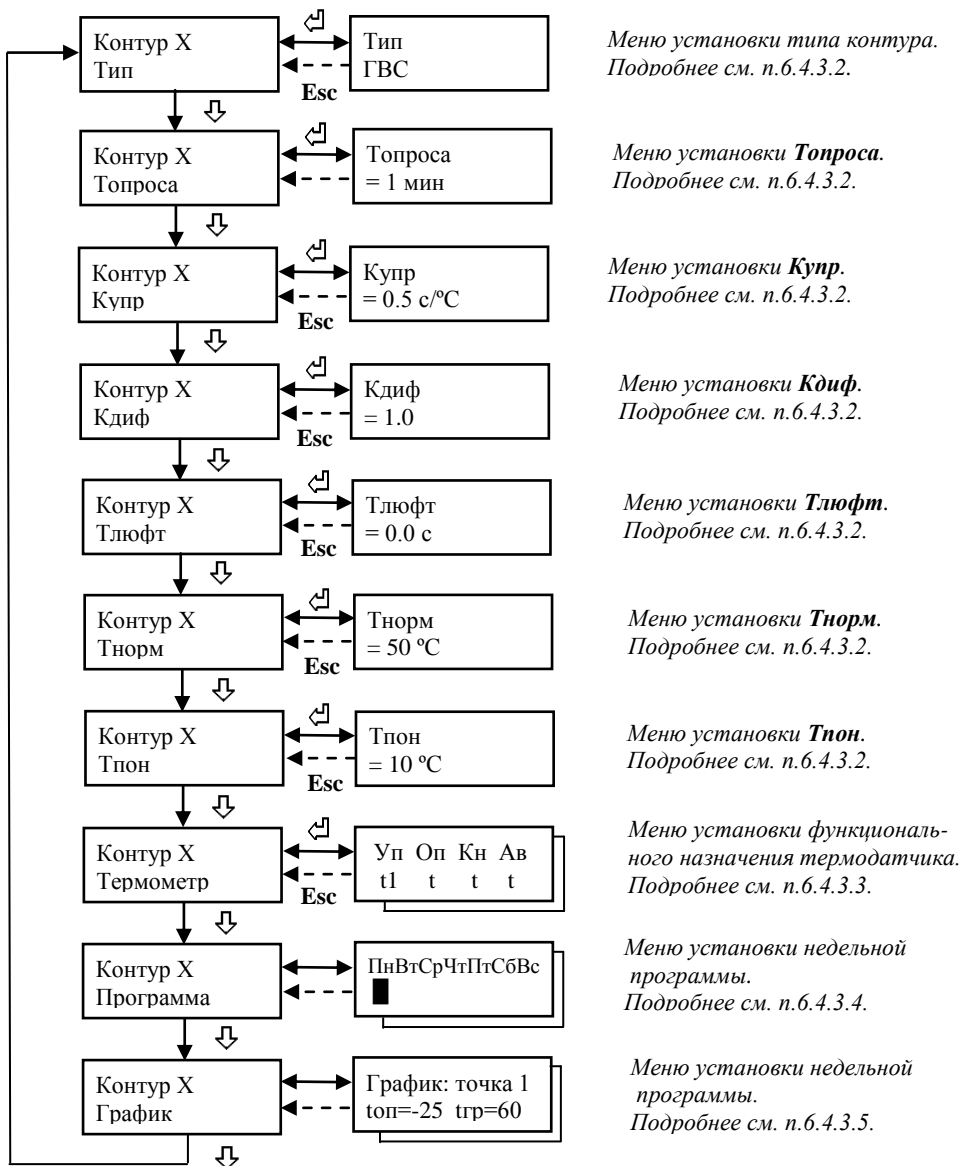 Контур X
Тип
Тип
ГВС
Esc
Меню установки типа контура.
Подробнее см. п.6.4.3.2.
Контур X
Топроса
Топроса
= 1 мин
Меню установки Топроса.
Подробнее см. п.6.4.3.2.
Контур X
Купр
Купр
= 0.5 с/ºС
Esc
Меню установки Купр.
Подробнее см. п.6.4.3.2.
Контур X
Кдиф
Кдиф
= 1.0
Esc
Меню установки Кдиф.
Подробнее см. п.6.4.3.2.
Контур X
Тлюфт
Тлюфт
= 0.0 с
Esc
Меню установки Тлюфт.
Подробнее см. п.6.4.3.2.
Контур X
Тнорм
Тнорм
= 50 ºС
Esc
Меню установки Тнорм.
Подробнее см. п.6.4.3.2.
Контур X
Тпон
Тпон
= 10 ºС
Esc
Меню установки Тпон.
Подробнее см. п.6.4.3.2.
Контур X
Термометр
Уп Оп Кн Ав
t1 t t t
Esc
Меню установки функциональ-
ного назначения термодатчика.
Подробнее см. п.6.4.3.3.
Контур X
Программа
ПнВтСрЧтПтСбВс
Меню установки недельной
программы.
Подробнее см. п.6.4.3.4.
Контур X
График
График: точка 1
tоп=-25 tгр=60
Меню установки недельной
программы.
Подробнее см. п.6.4.3.5.